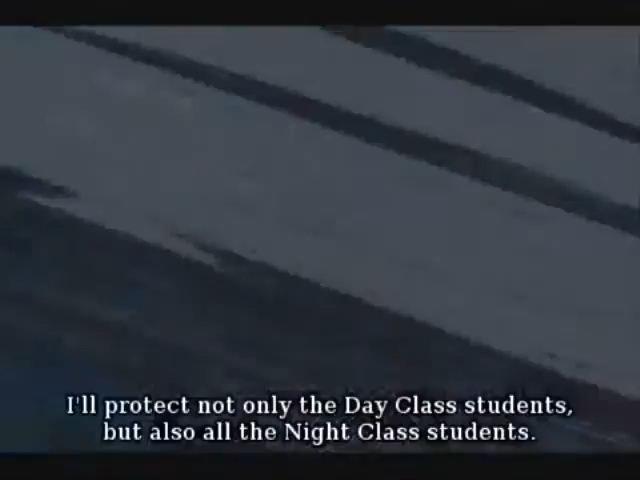 I'll protect not only the Day Class students,
but also all the Night Class students.